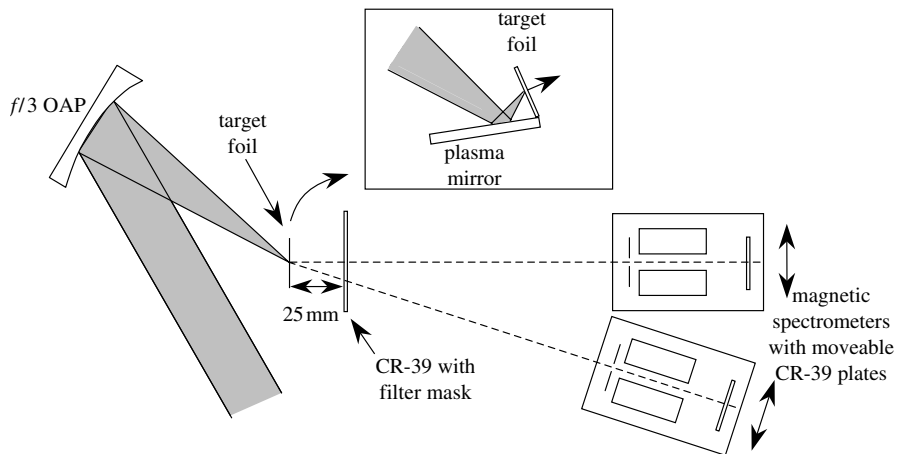 f/3 OAP
target
foil
target
foil
plasma
mirror
25 mm
CR-39 with
filter mask
magnetic
spectrometers
with moveable
CR-39 plates